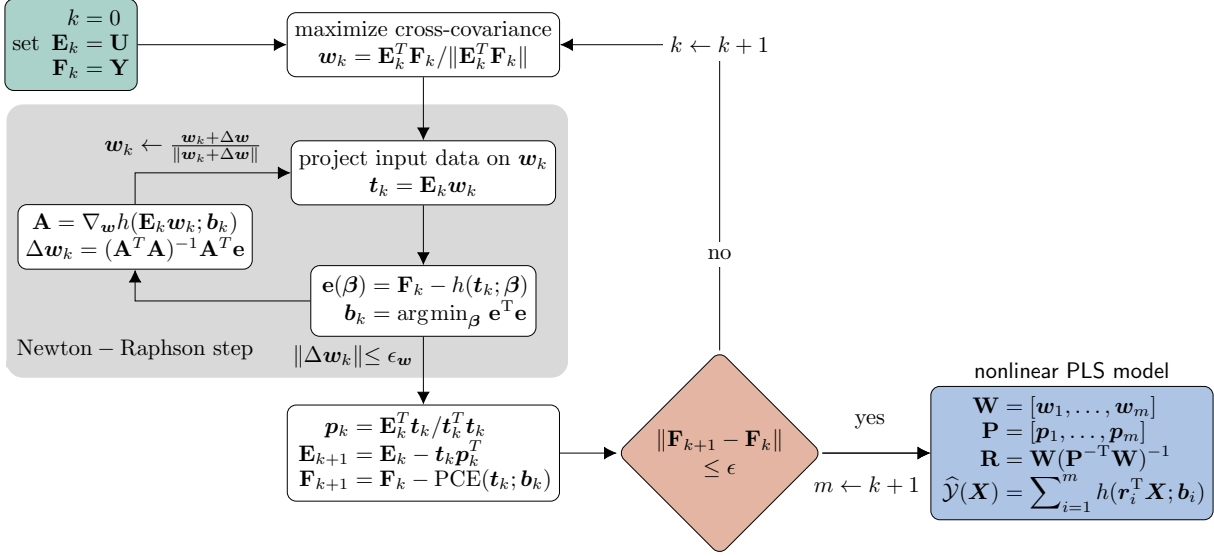 k = 0
set E_k = U
F_k = Y
maximize cross-covariance
w_k = E_k^T F_k/‖E_k^T F_k‖
k ← k + 1
w_k ← (w_k+Δw)/‖w_k+Δw‖
project input data on w_k
t_k = E_k w_k
A = ∇_w h(E_k w_k; b_k)
Δw_k = (A^T A)^{−1} A^T e
no
e(β) = F_k − h(t_k; β)
b_k = argmin_β e^T e
Newton − Raphson step
‖Δw_k‖ ≤ ϵ_w
p_k = E_k^T t_k/t_k^T t_k
E_{k+1} = E_k − t_k p_k^T
F_{k+1} = F_k − PCE(t_k; b_k)
‖F_{k+1} − F_k‖
≤ ϵ
yes
m ← k + 1
nonlinear PLS model
W = [w_1, . . . , w_m]
P = [p_1, . . . , p_m]
R = W(P^{−T} W)^{−1}
Ŷ(X) = ∑_{i=1}^m h(r_i^T X; b_i)